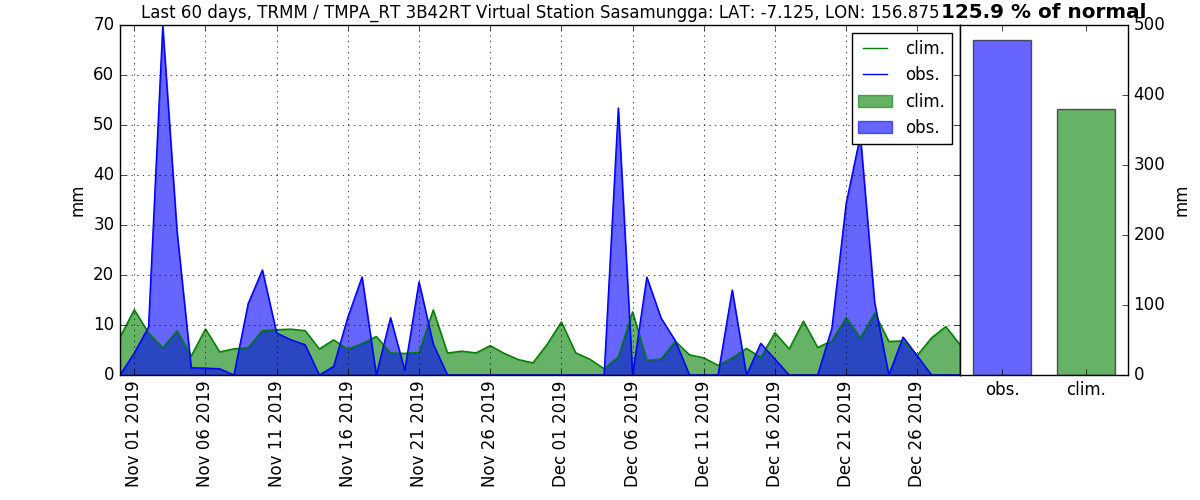 Last 60 days, TRMM / TMPA_RT 3B42RT Virtual Station Sasamungga: LAT: -7.125, LON: 156.875
125.9 % of normal
70
60
50
40
30
20
10
0
mm
clim.
obs.
clim.
obs.
500
400
300
200
100
0
mm
obs.
clim.
Nov 01 2019
Nov 06 2019
Nov 11 2019
Nov 16 2019
Nov 21 2019
Nov 26 2019
Dec 01 2019
Dec 06 2019
Dec 11 2019
Dec 16 2019
Dec 21 2019
Dec 26 2019